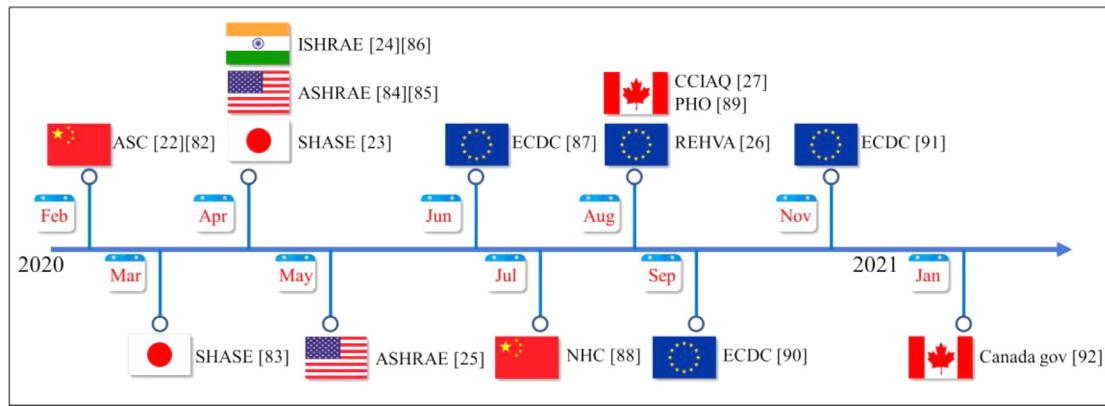 ISHRAE [24][86]
ASHRAE [84][85]
CCIAQ [27]
PHO [89]
ASC [22][82]
SHASE [23]
ECDC [87]
REHVA [26]
ECDC [91]
Feb
Apr
Jun
Aug
Nov
2020
2021
Mar
May
Jul
Sep
Jan
SHASE [83]
ASHRAE [25]
NHC [88]
ECDC [90]
Canada gov [92]